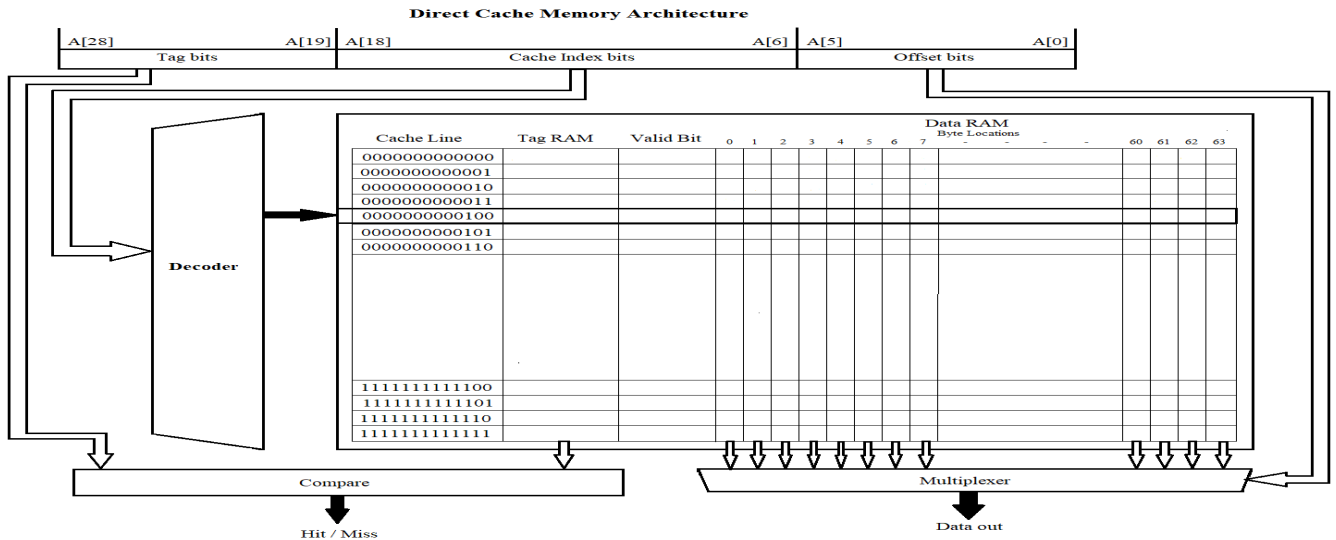 Direct Cache Memory Architecture
A[28] A[19] A[18] A[6] A[5] A[0]
Tag bits Cache Index bits Offset bits
Data RAM
Cache Line Tag RAM Valid Bit Byte Locations
0 1 2 3 4 5 6 7 - - - - 60 61 62 63
0000000000000
0000000000001
0000000000010
0000000000011
0000000000100
0000000000101
0000000000110
Decoder
1111111111100
1111111111101
1111111111110
1111111111111
Compare Multiplexer
Hit / Miss Data out